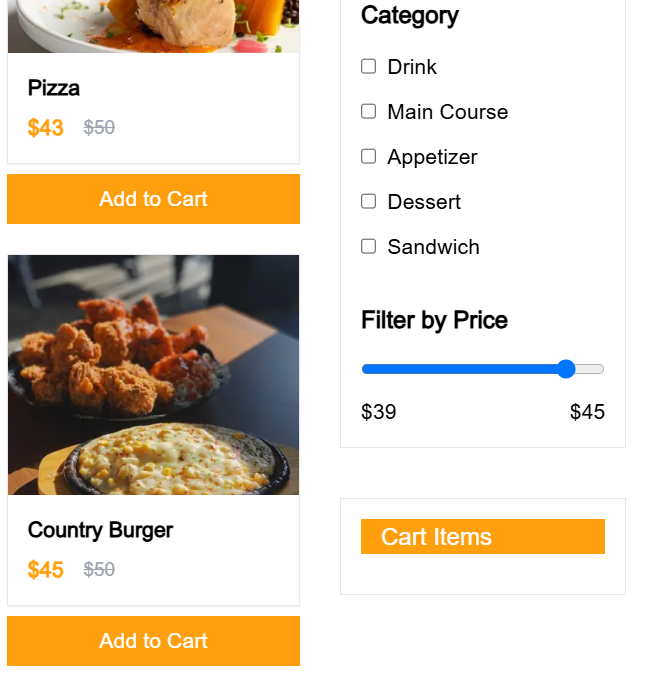 Pizza
$43 $50
Add to Cart
Country Burger
$45 $50
Add to Cart
Category
Drink
Main Course
Appetizer
Dessert
Sandwich
Filter by Price
$39 $45
Cart Items